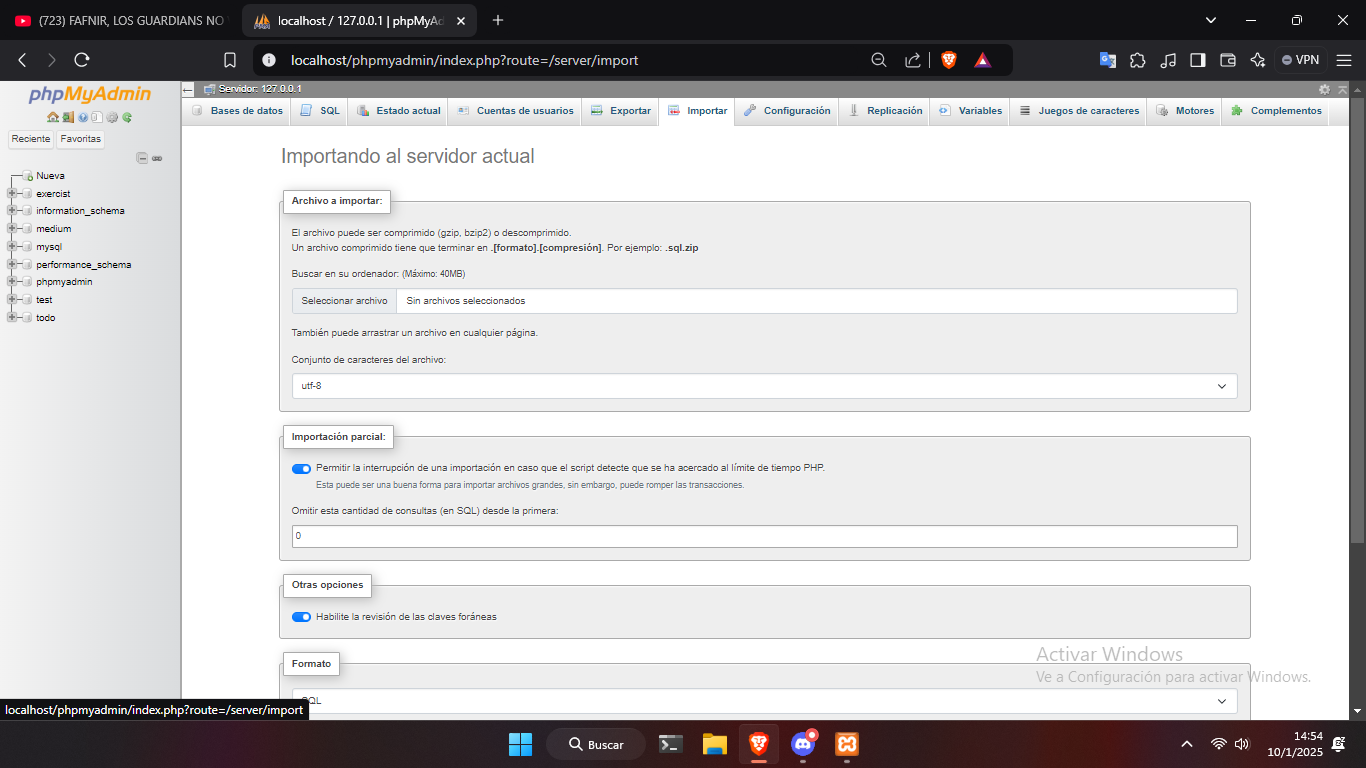 (723) FAFNIR, LOS GUARDIANS NO
localhost / 127.0.0.1 | phpMyAd
localhost/phpmyadmin/index.php?route=/server/import
VPN
phpMyAdmin
Reciente
Favoritas
Nueva
exercist
information_schema
medium
mysql
performance_schema
phpmyadmin
test
todo
Servidor: 127.0.0.1
Bases de datos
SQL
Estado actual
Cuentas de usuarios
Exportar
Importar
Configuración
Replicación
Variables
Juegos de caracteres
Motores
Complementos
Importando al servidor actual
Archivo a importar:
El archivo puede ser comprimido (gzip, bzip2) o descomprimido.
Un archivo comprimido tiene que terminar en .[formato].[compresión]. Por ejemplo: .sql.zip
Buscar en su ordenador: (Máximo: 40MB)
Seleccionar archivo Sin archivos seleccionados
También puede arrastrar un archivo en cualquier página.
Conjunto de caracteres del archivo:
utf-8
Importación parcial:
Permitir la interrupción de una importación en caso que el script detecte que se ha acercado al límite de tiempo PHP.
Esta puede ser una buena forma para importar archivos grandes, sin embargo, puede romper las transacciones.
Omitir esta cantidad de consultas (en SQL) desde la primera:
0
Otras opciones
Habilite la revisión de las claves foráneas
Formato
SQL
Activar Windows
Ve a Configuración para activar Windows.
localhost/phpmyadmin/index.php?route=/server/import
Buscar
14:54
10/1/2025